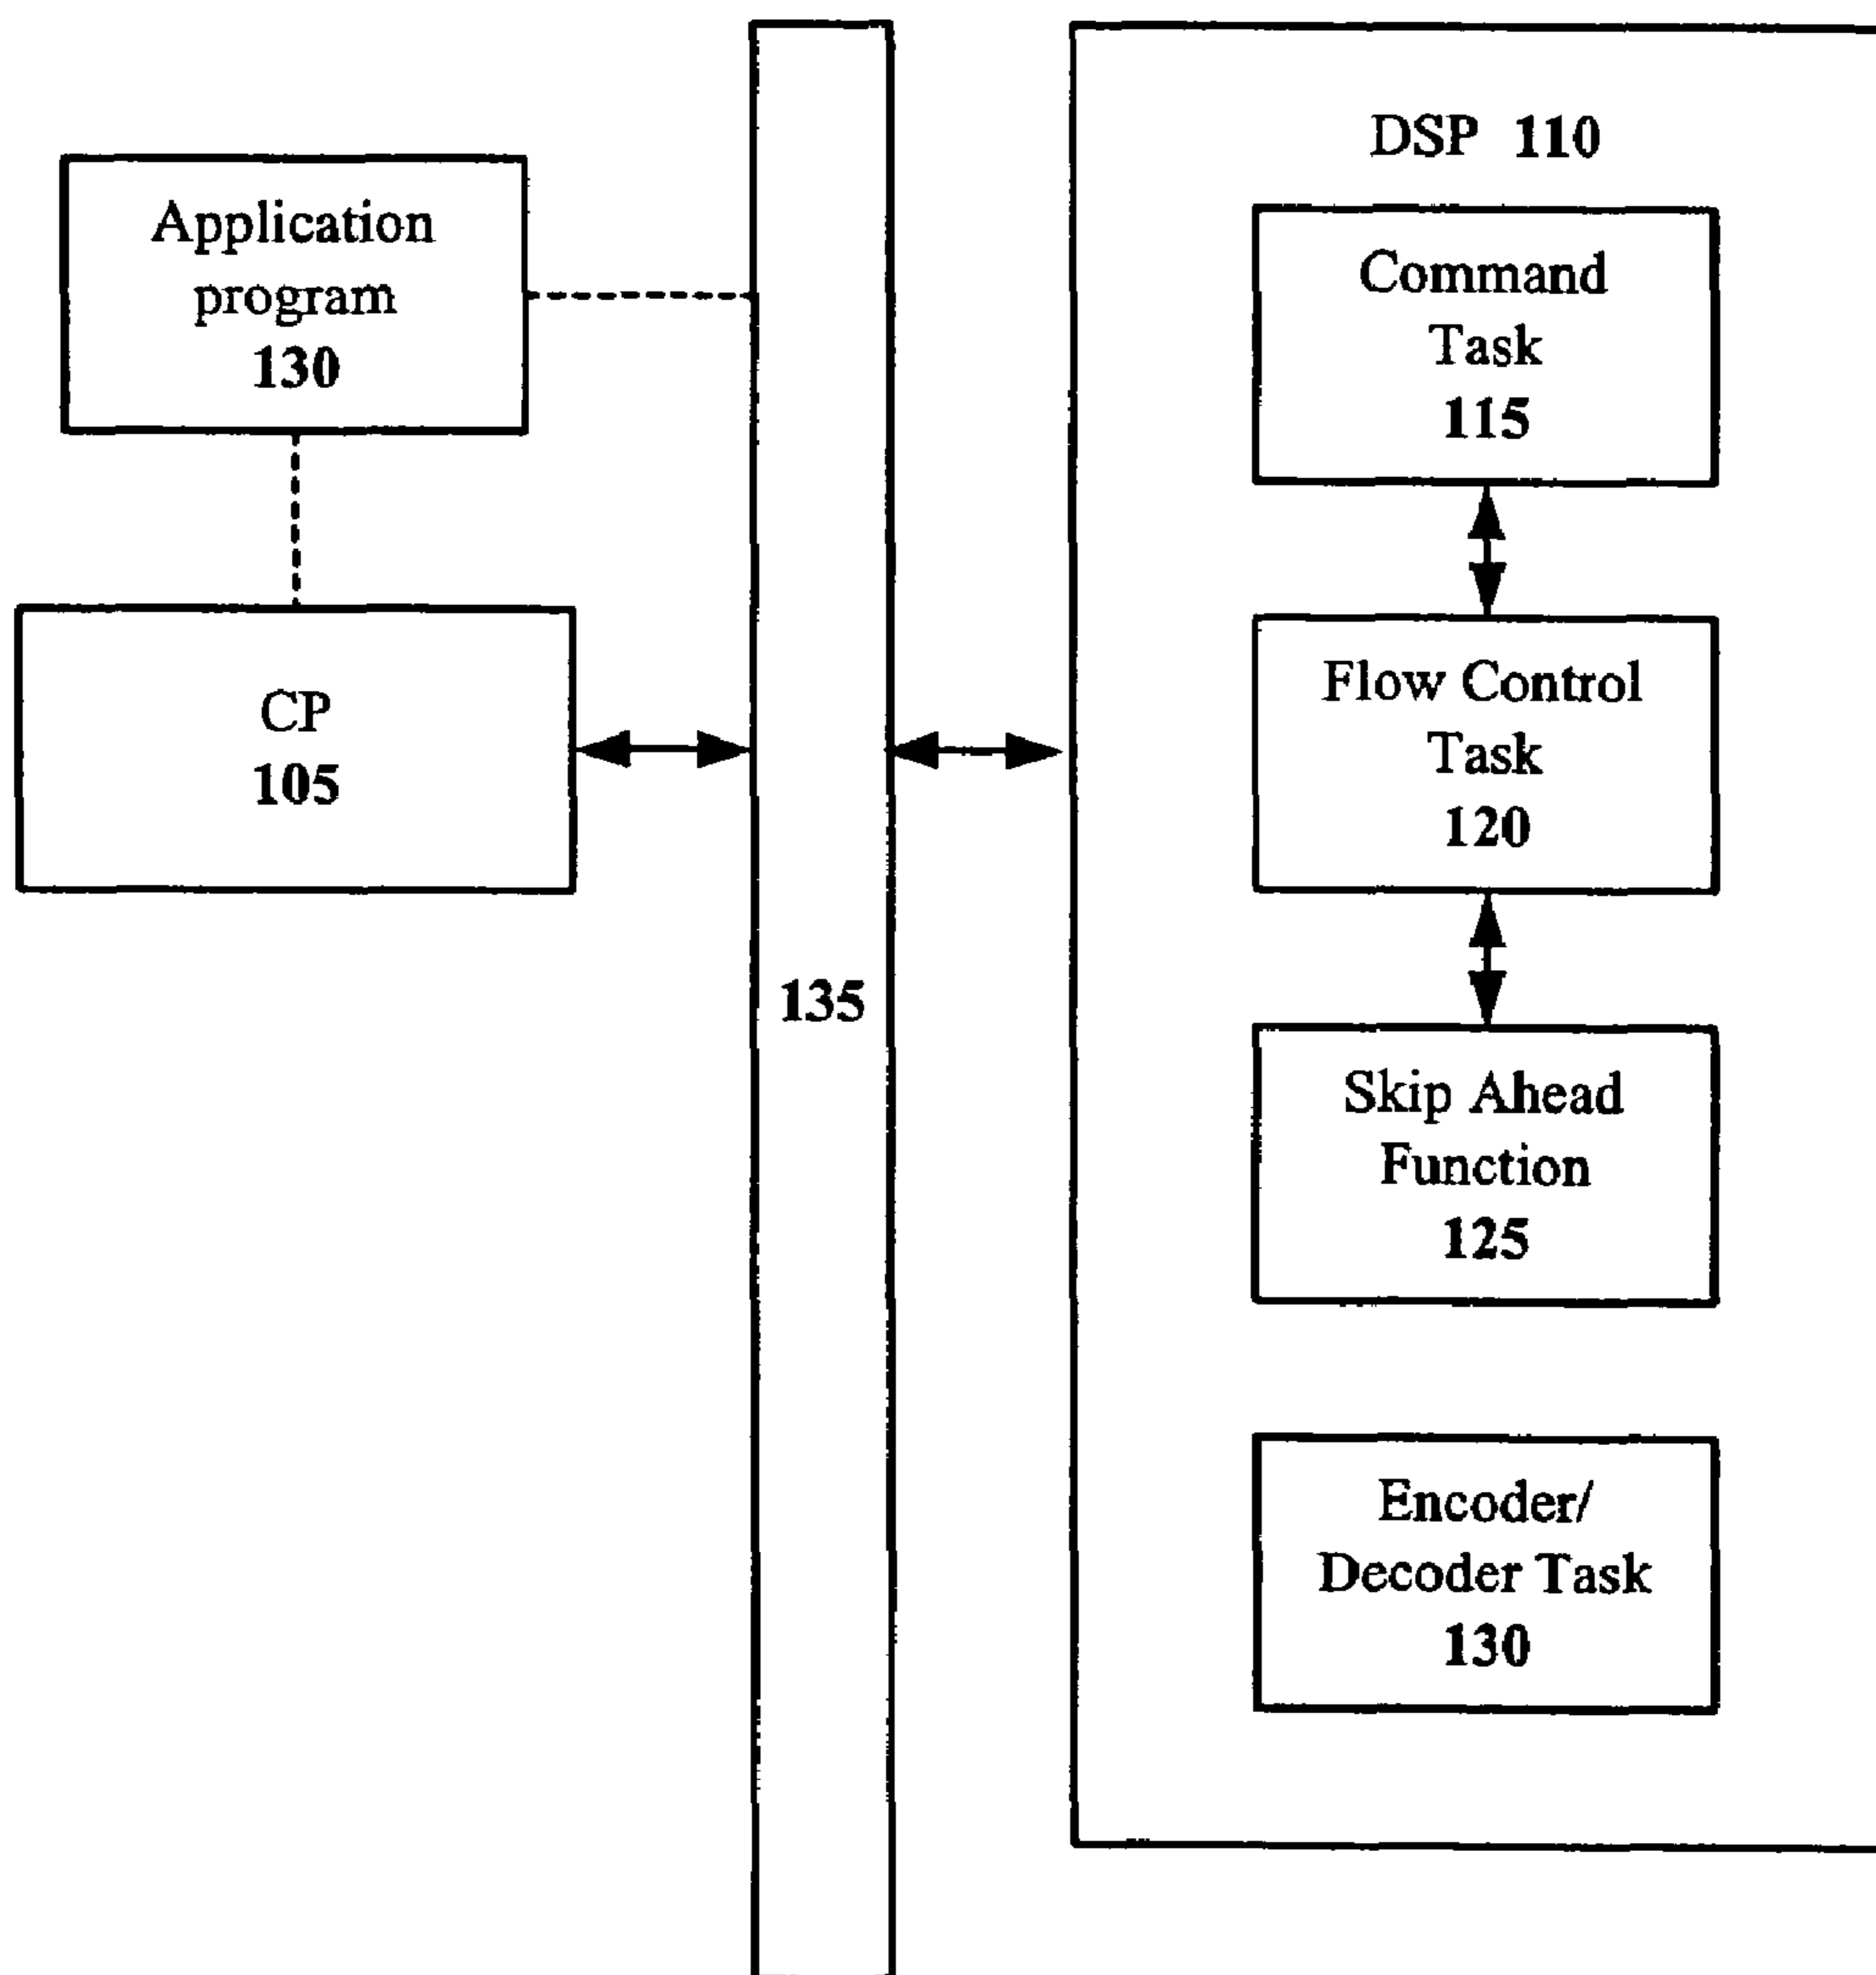 Application
program
130
CP
105
135
DSP 110
Command
Task
115
Flow Control
Task
120
Skip Ahead
Function
125
Encoder/
Decoder Task
130